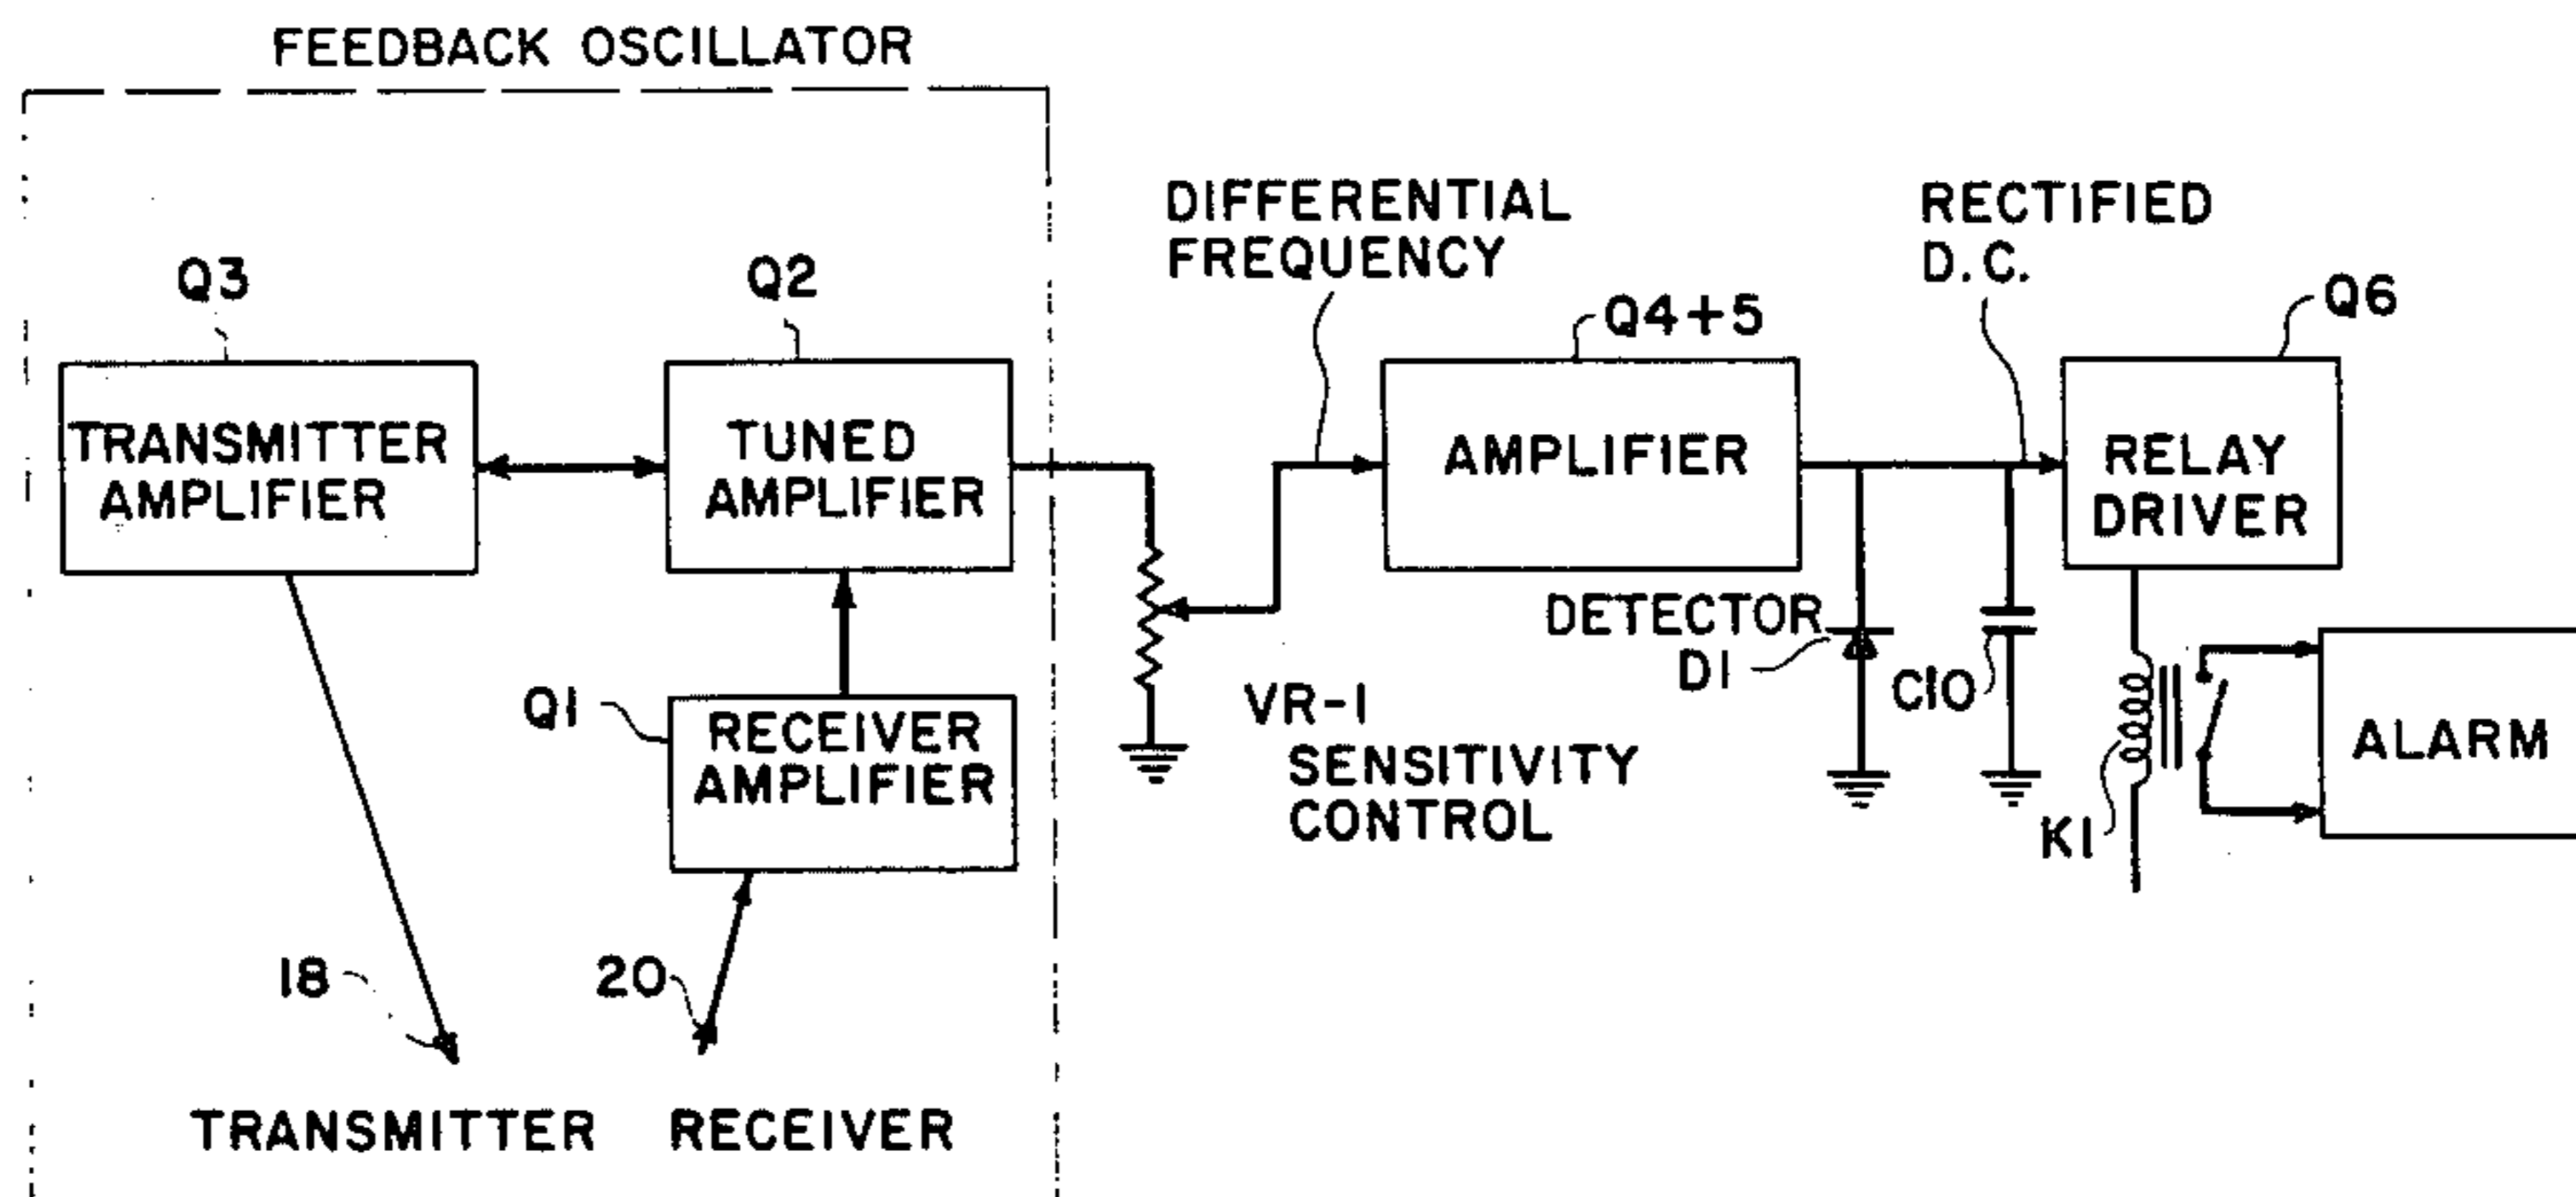 FEEDBACK OSCILLATOR
DIFFERENTIAL
FREQUENCY
RECTIFIED
D.C.
Q3
Q2
Q4+5
Q6
TRANSMITTER
AMPLIFIER
TUNED
AMPLIFIER
AMPLIFIER
RELAY
DRIVER
DETECTOR
D1
C10
Q1
RECEIVER
AMPLIFIER
VR-1
SENSITIVITY
CONTROL
K1
ALARM
18
20
TRANSMITTER
RECEIVER